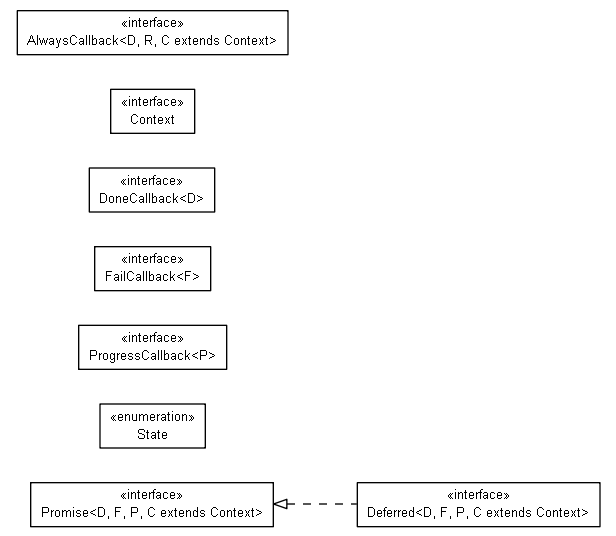 «interface»
AlwaysCallback<D, R, C extends Context>
«interface»
Context
«interface»
DoneCallback<D>
«interface»
FailCallback<F>
«interface»
ProgressCallback<P>
«enumeration»
State
«interface»
Promise<D, F, P, C extends Context>
«interface»
Deferred<D, F, P, C extends Context>